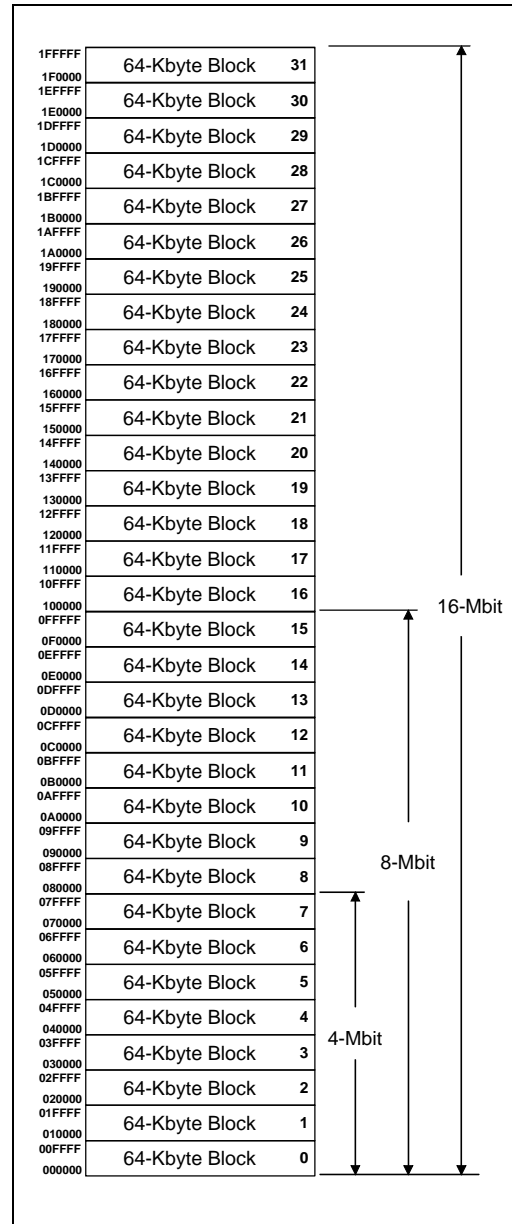 1FFFFF
64-Kbyte Block 31
1F0000
1EFFFF
64-Kbyte Block 30
1E0000
1DFFFF
64-Kbyte Block 29
1D0000
1CFFFF
64-Kbyte Block 28
1C0000
1BFFFF
64-Kbyte Block 27
1B0000
1AFFFF
64-Kbyte Block 26
1A0000
19FFFF
64-Kbyte Block 25
190000
18FFFF
64-Kbyte Block 24
180000
17FFFF
64-Kbyte Block 23
170000
16FFFF
64-Kbyte Block 22
160000
15FFFF
64-Kbyte Block 21
150000
14FFFF
64-Kbyte Block 20
140000
13FFFF
64-Kbyte Block 19
130000
12FFFF
64-Kbyte Block 18
120000
11FFFF
64-Kbyte Block 17
110000
10FFFF
64-Kbyte Block 16
100000
16-Mbit
0FFFFF
64-Kbyte Block 15
0F0000
0EFFFF
64-Kbyte Block 14
0E0000
0DFFFF
64-Kbyte Block 13
0D0000
0CFFFF
64-Kbyte Block 12
0C0000
0BFFFF
64-Kbyte Block 11
0B0000
0AFFFF
64-Kbyte Block 10
0A0000
09FFFF
64-Kbyte Block 9
090000
8-Mbit
08FFFF
64-Kbyte Block 8
080000
07FFFF
64-Kbyte Block 7
070000
06FFFF
64-Kbyte Block 6
060000
05FFFF
64-Kbyte Block 5
050000
04FFFF
64-Kbyte Block 4
040000
4-Mbit
03FFFF
64-Kbyte Block 3
030000
02FFFF
64-Kbyte Block 2
020000
01FFFF
64-Kbyte Block 1
010000
00FFFF
64-Kbyte Block 0
000000